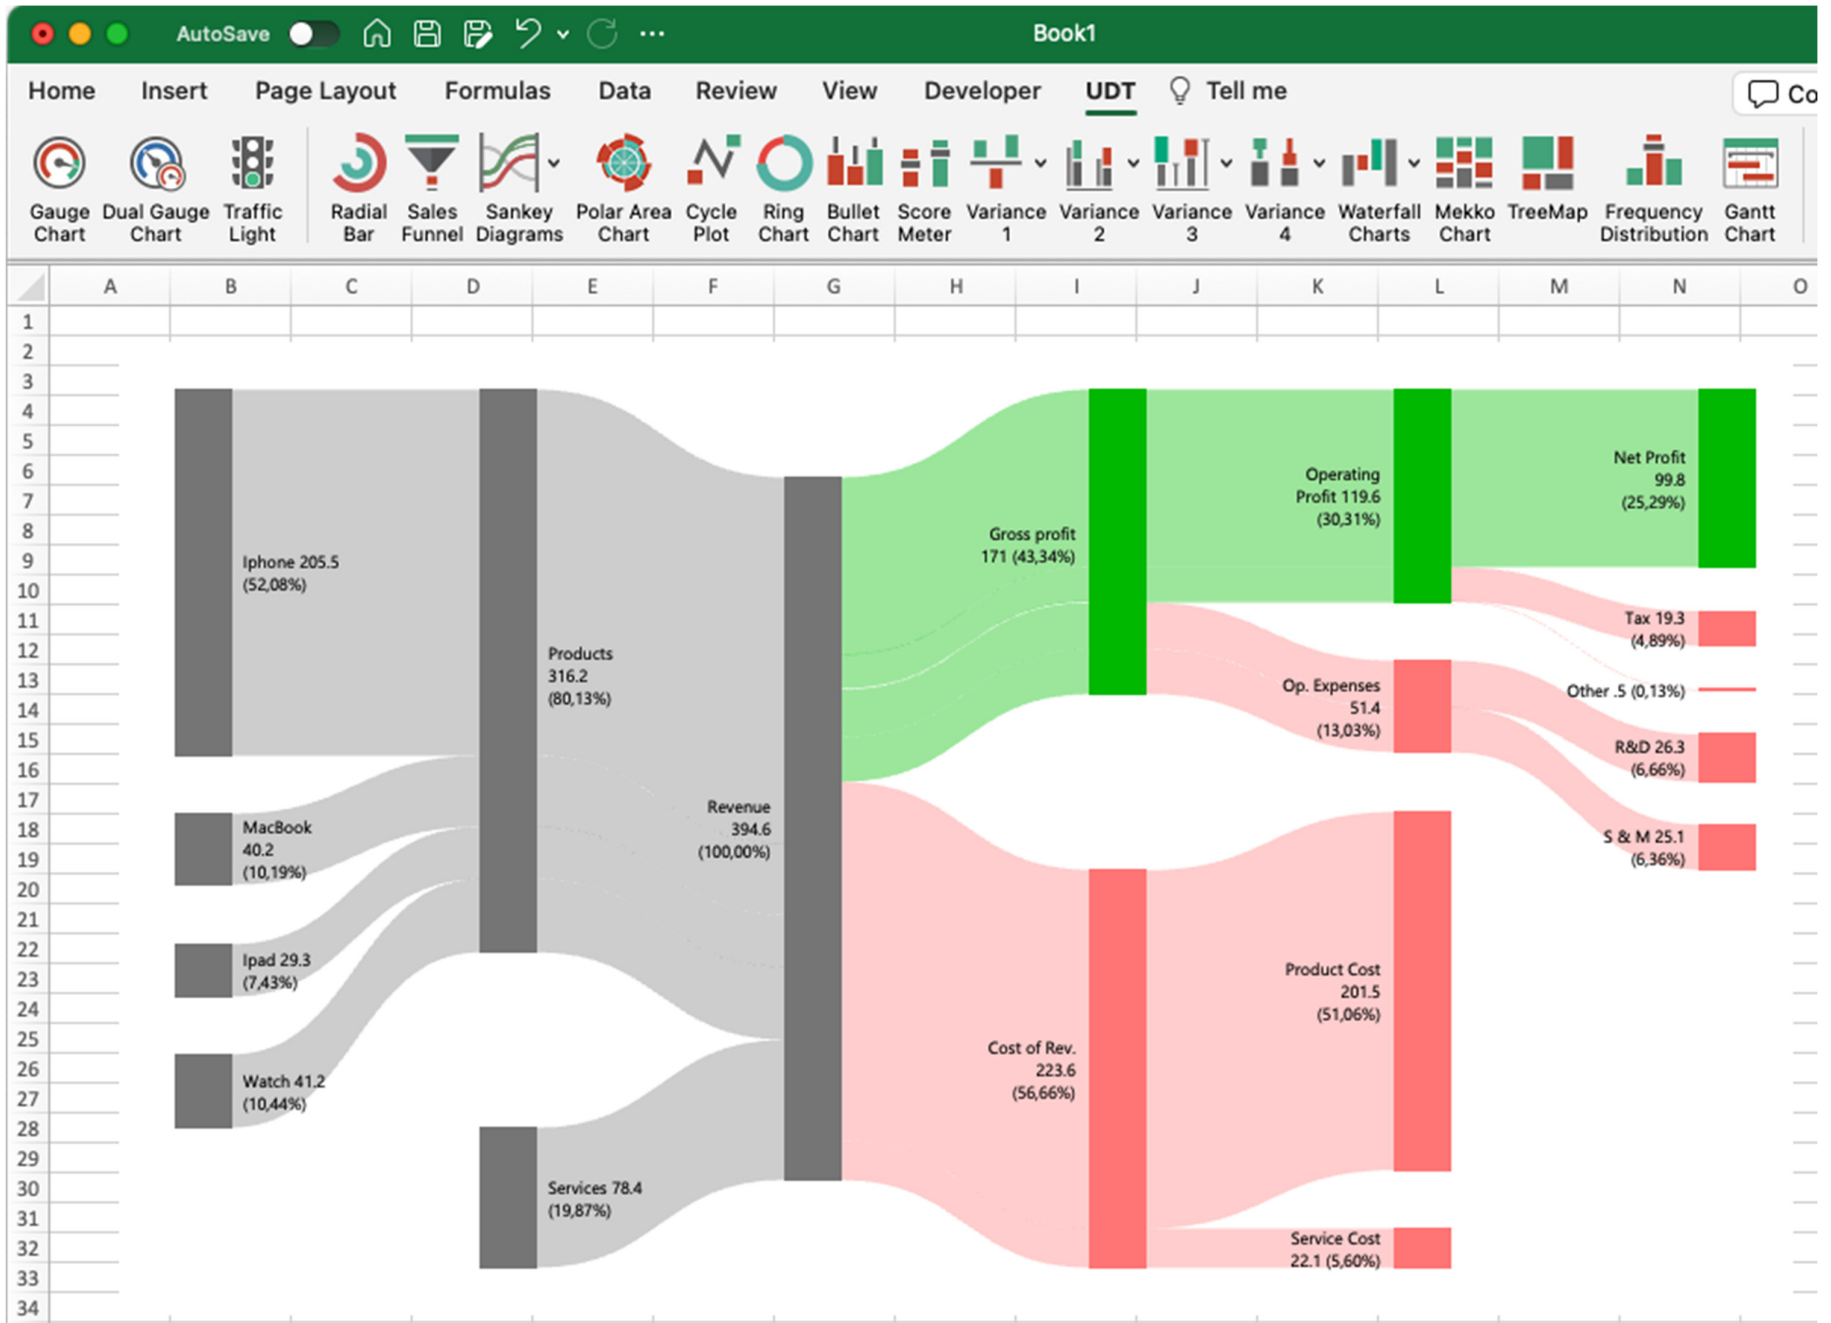 AutoSave
Book1
Home Insert Page Layout Formulas Data Review View Developer UDT Tell me Co
Gauge Chart
Dual Gauge Chart
Traffic Light
Radial Bar
Sales Funnel
Sankey Diagrams
Polar Area Chart
Cycle Plot
Ring Chart
Bullet Chart
Score Meter
Variance 1
Variance 2
Variance 3
Variance 4
Waterfall Charts
Mekko Chart
TreeMap
Frequency Distribution
Gantt Chart
A B C D E F G H I J K L M N O
1
2
3
4
5
6
7
8
9
10
11
12
13
14
15
16
17
18
19
20
21
22
23
24
25
26
27
28
29
30
31
32
33
34
Iphone 205.5
(52,08%)
MacBook
40.2
(10,19%)
Ipad 29.3
(7,43%)
Watch 41.2
(10,44%)
Products
316.2
(80,13%)
Services 78.4
(19,87%)
Revenue
394.6
(100,00%)
Gross profit
171 (43,34%)
Cost of Rev.
223.6
(56,66%)
Operating
Profit 119.6
(30,31%)
Op. Expenses
51.4
(13,03%)
Product Cost
201.5
(51,06%)
Service Cost
22.1 (5,60%)
Net Profit
99.8
(25,29%)
Tax 19.3
(4,89%)
Other .5 (0,13%)
R&D 26.3
(6,66%)
S & M 25.1
(6,36%)